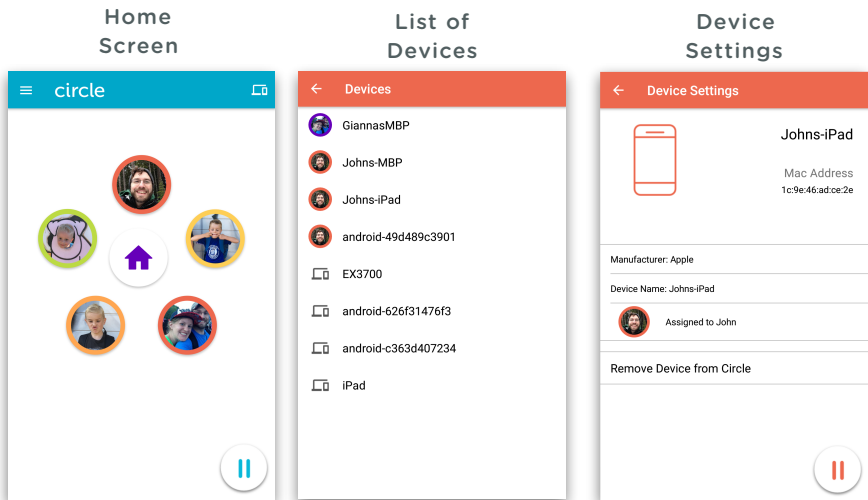 Home
Screen
circle
List of
Devices
Devices
GiannasMBP
Johns-MBP
Johns-iPad
android-49d489c3901
EX3700
android-626f31476f3
android-c363d407234
iPad
Device
Settings
Device Settings
Johns-iPad
Mac Address
1c:9e:46:ad:ce:2e
Manufacturer: Apple
Device Name: Johns-iPad
Assigned to John
Remove Device from Circle